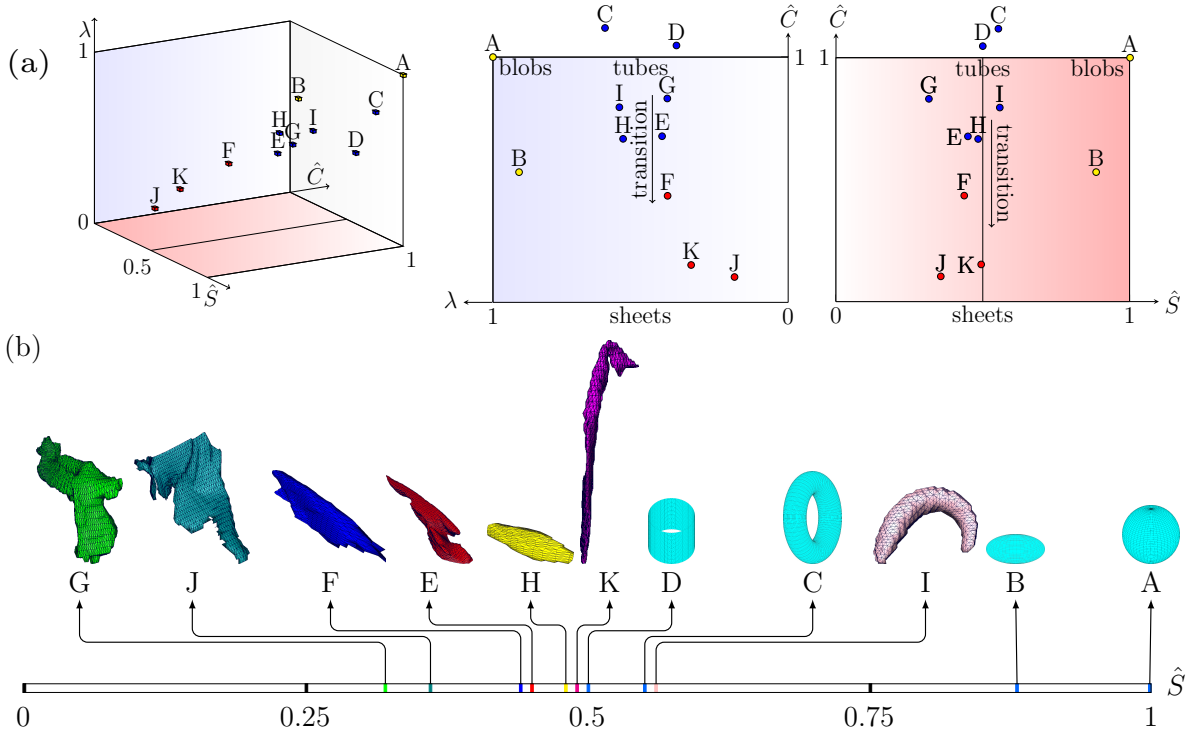 (a)
λ
1
0
0.5
1
Ŝ
1
Ĉ
A
B
C
D
E
F
G
H
I
J
K
Ĉ
C
D
A
1
blobs tubes
I
G
H
E
B
F
transition
K
J
λ
1
sheets
0
Ĉ
C
D
A
1
tubes blobs
G
I
E
H
B
F
transition
J
K
0
sheets
1
Ŝ
(b)
G J F E H K D C I B A
Ŝ
0 0.25 0.5 0.75 1